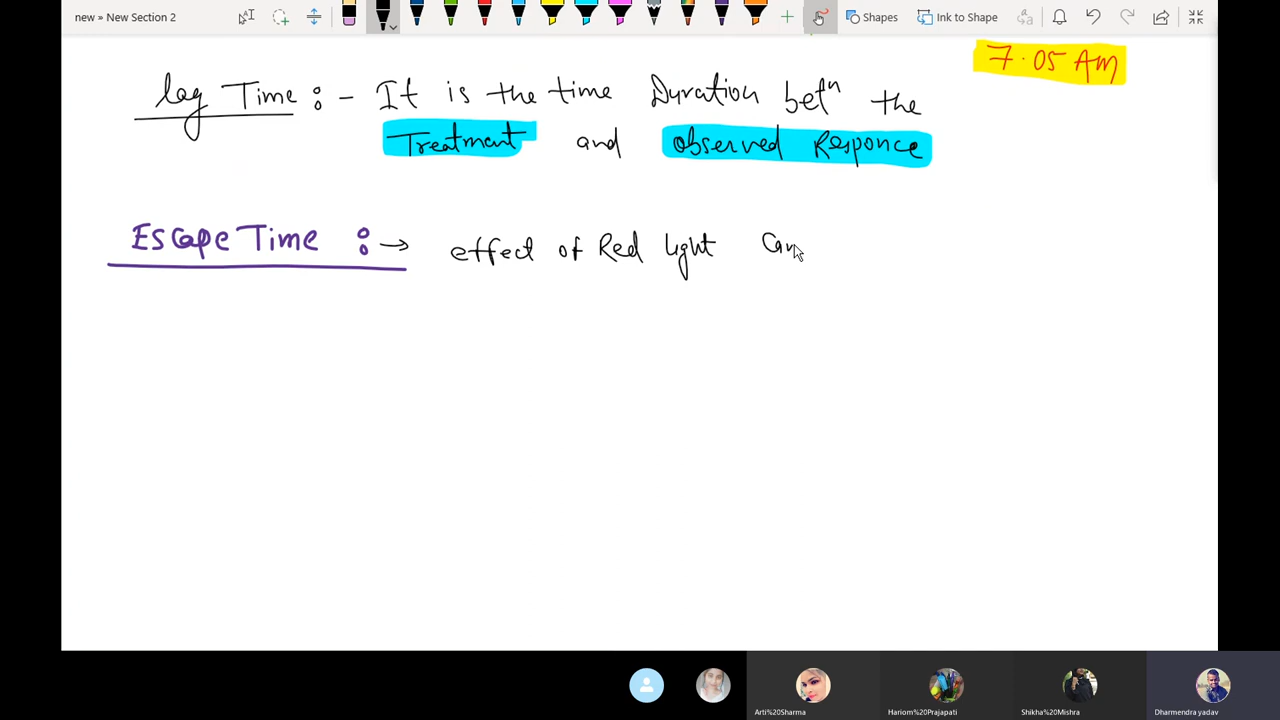 new » New Section 2
Shapes
Ink to Shape
7.05 AM
lag Time :- It is the time Duration betn the
Treatment and observed Responce
Escape Time :→ effect of Red light Can
Arti%20Sharma
Hariom%20Prajapati
Shikha%20Mishra
Dharmendra yadav